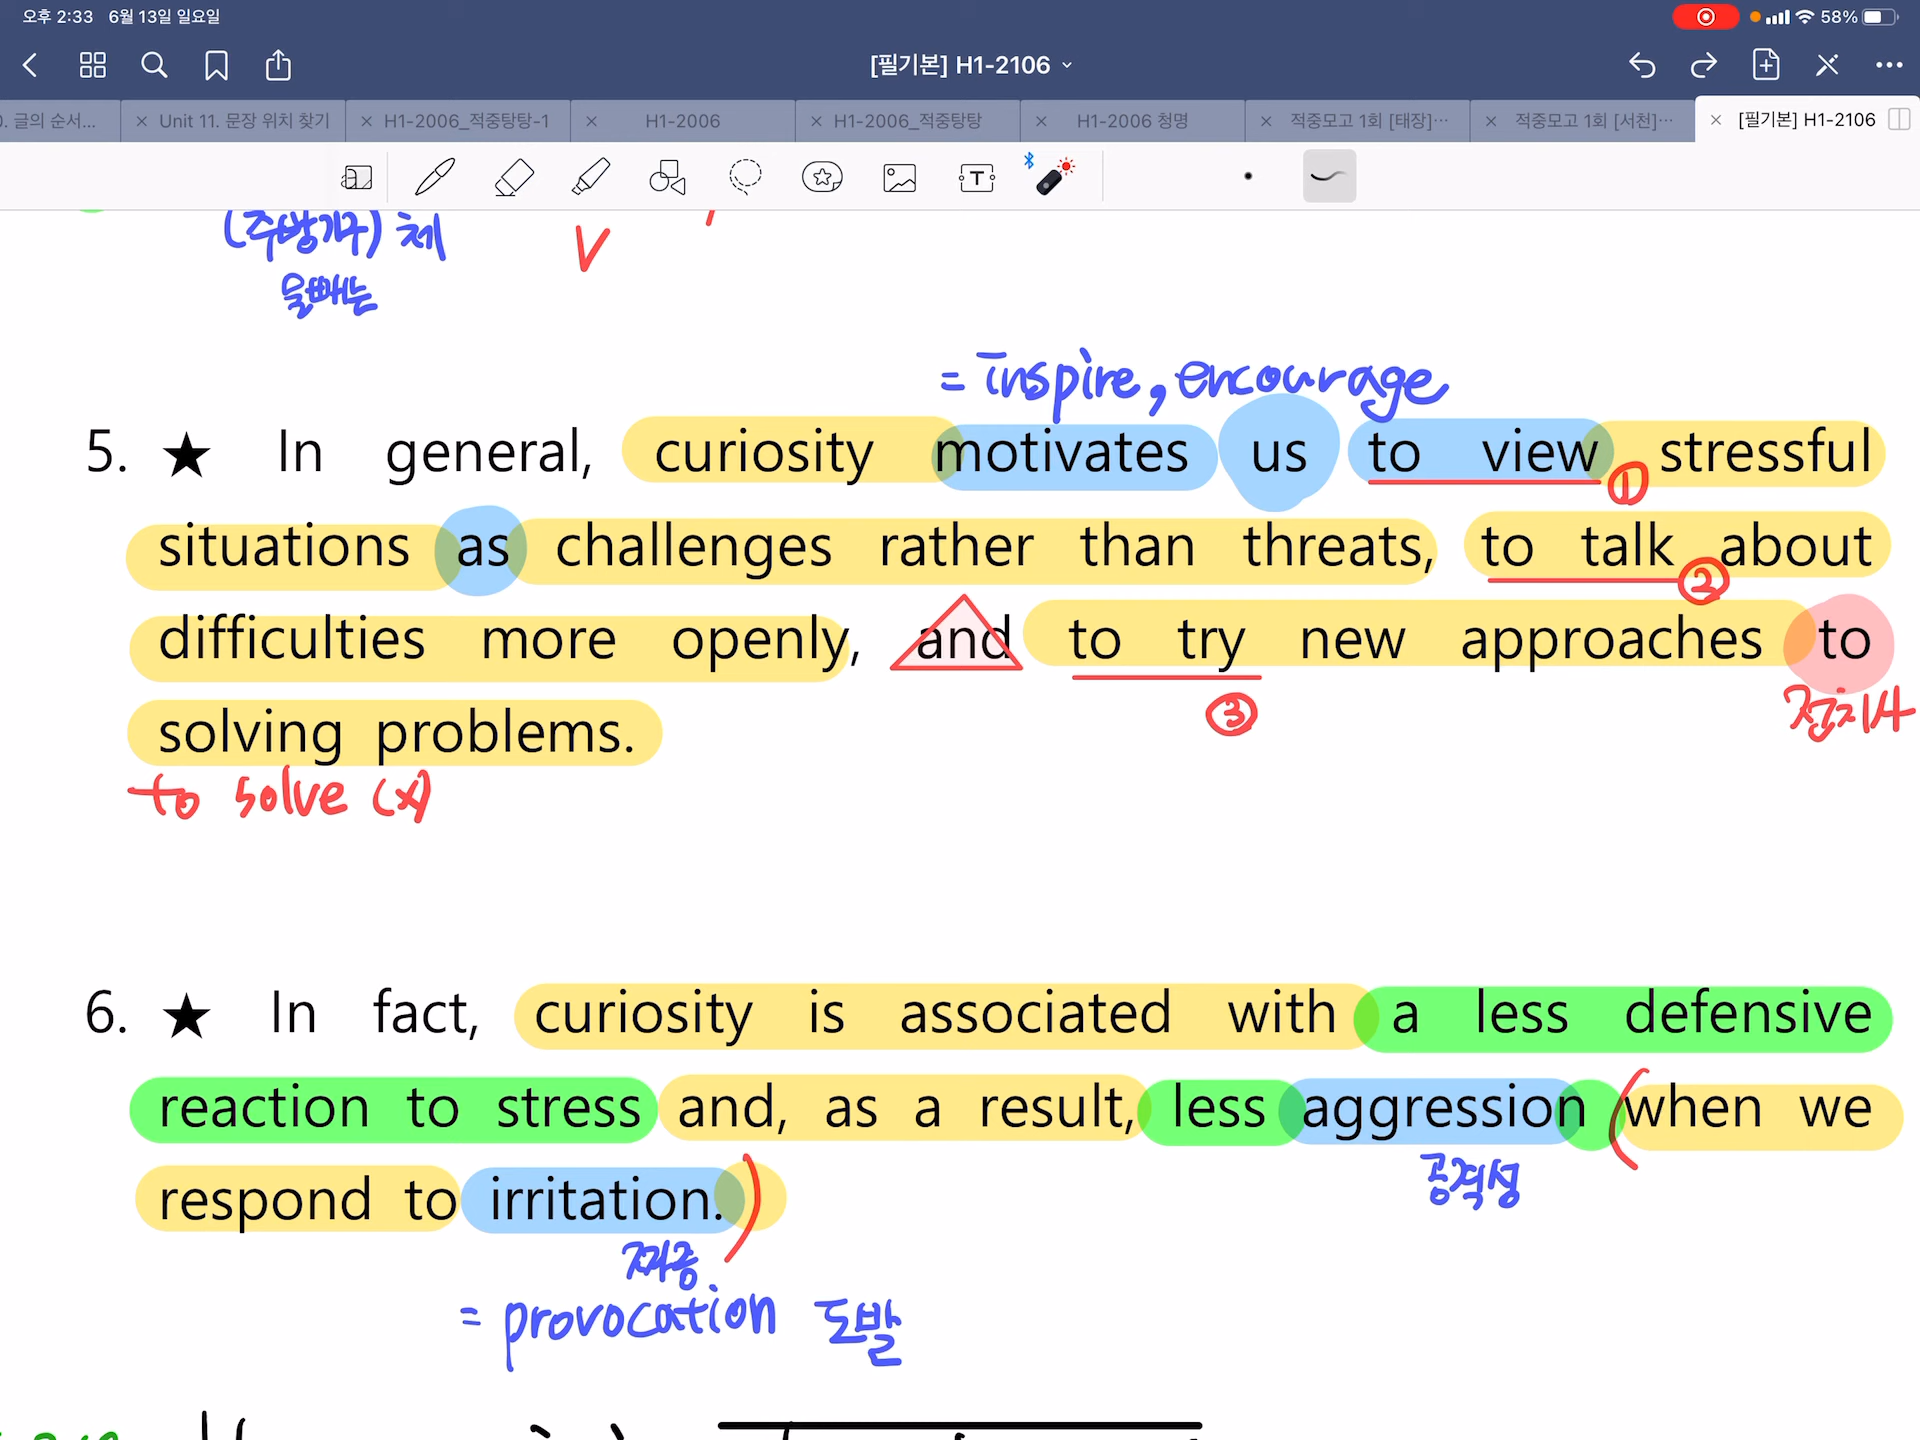 오후 2:33 6월 13일 일요일
58%
[필기본] H1-2106
글의 순서...
Unit 11. 문장 위치 찾기
H1-2006_적중탕탕-1
H1-2006
H1-2006_적중탕탕
H1-2006 청명
적중모고 1회 [태장]...
적중모고 1회 [서천]...
[필기본] H1-2106
(주방기구) 체
V
물빼는
= inspire, encourage
5. ★ In general, curiosity motivates us to view stressful
①
situations as challenges rather than threats, to talk about
②
difficulties more openly, and to try new approaches to
③
전치사
solving problems.
to solve (x)
6. ★ In fact, curiosity is associated with a less defensive
reaction to stress and, as a result, less aggression (when we
공격성
respond to irritation.)
짜증
= provocation 도발